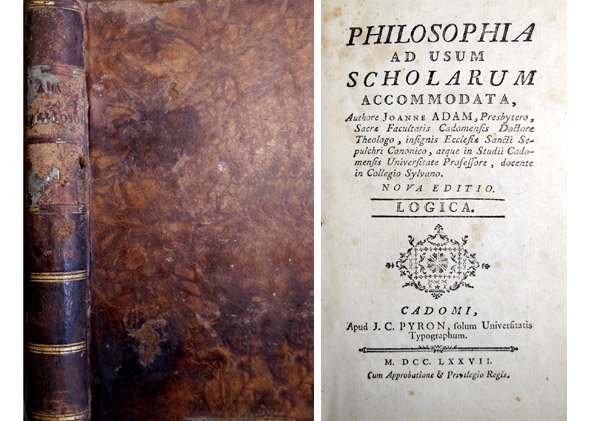 ADAM
PHILOSOPHIA
AD USUM
SCHOLARUM
ACCOMMODATA,
Authore JOANNE ADAM, Presbytero,
Sacræ Facultatis Cadomensis Doctore
Theologo, insignis Ecclesiæ Sancti Se-
pulchri Canonico, atque in Studii Cado-
mensis Universitate Professore, docente
in Collegio Sylvano.
NOVA EDITIO.
LOGICA.
CADOMI,
Apud J. C. PYRON, solum Universitatis
Typographum.
M. DCC. LXXVII.
Cum Approbatione & Privilegio Regis.